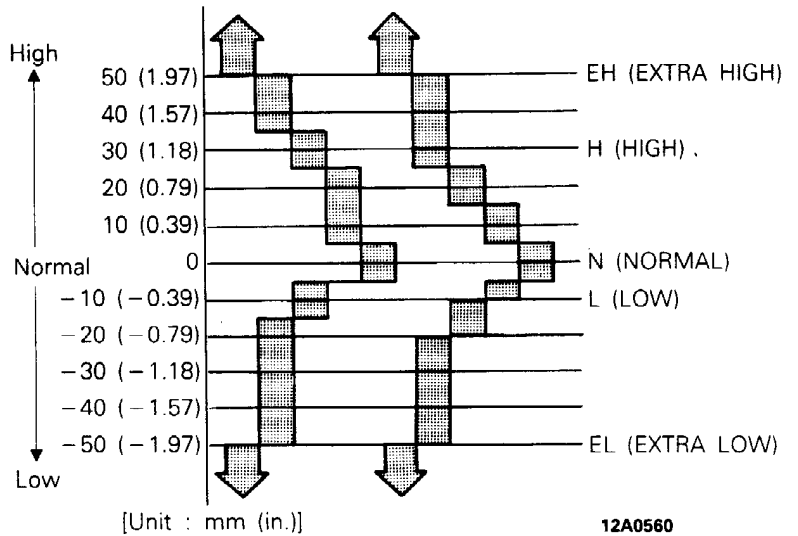 High
50 (1.97) EH (EXTRA HIGH)
40 (1.57)
30 (1.18) H (HIGH) .
20 (0.79)
10 (0.39)
Normal 0 N (NORMAL)
−10 (−0.39) L (LOW)
−20 (−0.79)
−30 (−1.18)
−40 (−1.57)
−50 (−1.97) EL (EXTRA LOW)
Low
[Unit : mm (in.)] 12A0560